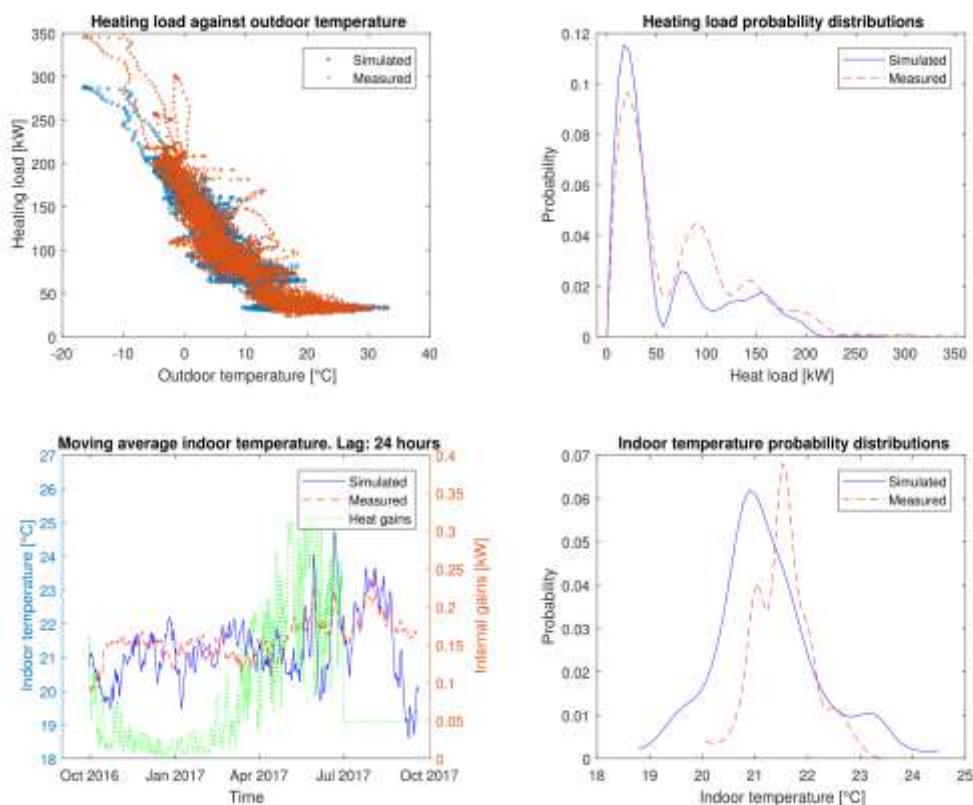 Heating load against outdoor temperature
350
300
250
200
150
100
50
0
Heating load [kW]
Simulated
Measured
-20 -10 0 10 20 30 40
Outdoor temperature [°C]
Heating load probability distributions
0.12
0.1
0.08
0.06
0.04
0.02
0
Probability
Simulated
Measured
0 50 100 150 200 250 300 350
Heat load [kW]
Moving average indoor temperature. Lag: 24 hours
27
26
25
24
23
22
21
20
19
18
Indoor temperature [°C]
Simulated
Measured
Heat gains
0.4
0.35
0.3
0.25
0.2
0.15
0.1
0.05
0
Internal gains [kW]
Oct 2016 Jan 2017 Apr 2017 Jul 2017 Oct 2017
Time
Indoor temperature probability distributions
0.07
0.06
0.05
0.04
0.03
0.02
0.01
0
Probability
Simulated
Measured
18 19 20 21 22 23 24 25
Indoor temperature [°C]